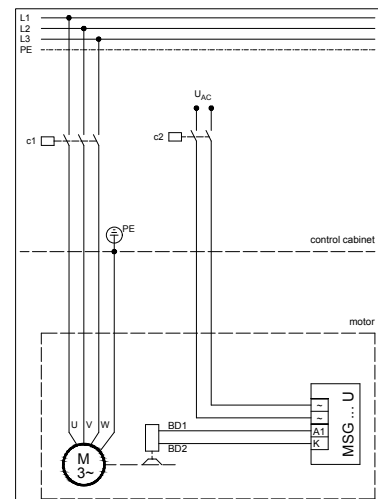 L1
L2
L3
PE
UAC
c1
c2
PE
control cabinet
motor
U V W
BD1
BD2
~
~
A1
K
MSG ... U
M
3~